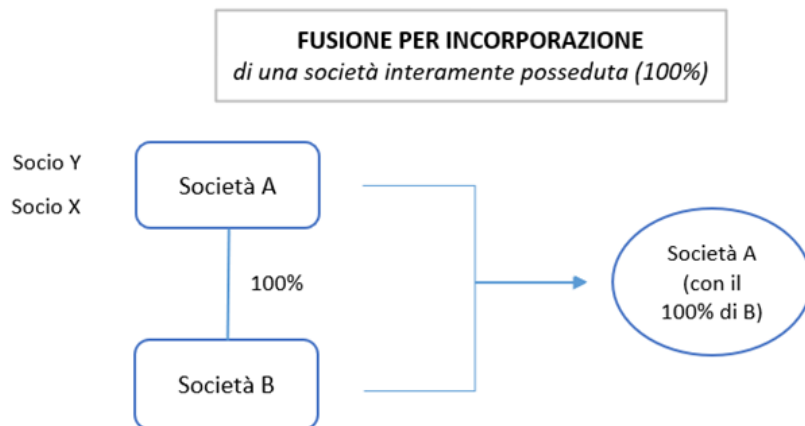 FUSIONE PER INCORPORAZIONE
di una società interamente posseduta (100%)
Socio Y
Socio X
Società A
100%
Società B
Società A
(con il
100% di B)